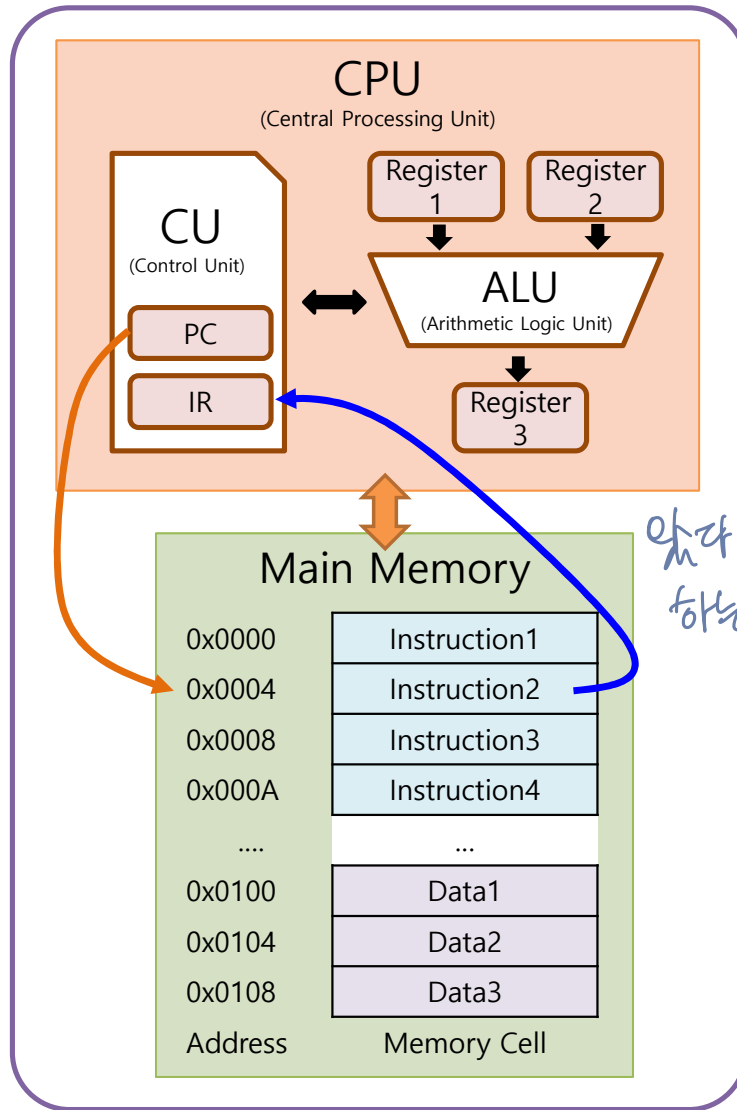 CPU
(Central Processing Unit)
CU
(Control Unit)
PC
IR
Register
1
Register
2
ALU
(Arithmetic Logic Unit)
Register
3
Main Memory
0x0000 Instruction1
0x0004 Instruction2
0x0008 Instruction3
0x000A Instruction4
.... ...
0x0100 Data1
0x0104 Data2
0x0108 Data3
Address Memory Cell